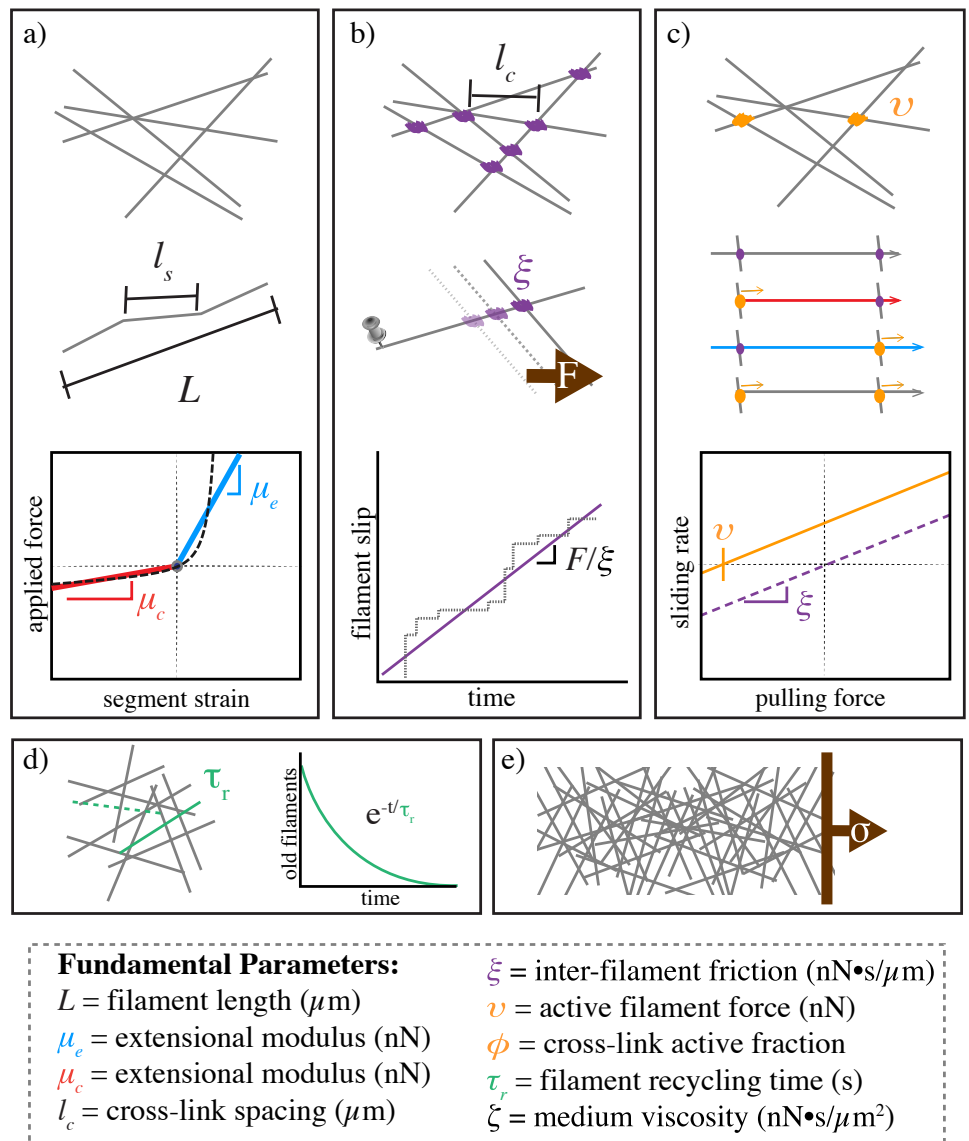 a)
l_s
L
applied force
μ_e
μ_c
segment strain
b)
l_c
ξ
F
filament slip
F/ξ
time
c)
υ
sliding rate
υ
ξ
pulling force
d)
τ_r
old filaments
e^{-t/τ_r}
time
e)
σ
Fundamental Parameters:
L = filament length (μm)
μ_e = extensional modulus (nN)
μ_c = extensional modulus (nN)
l_c = cross-link spacing (μm)
ξ = inter-filament friction (nN•s/μm)
υ = active filament force (nN)
ϕ = cross-link active fraction
τ_r = filament recycling time (s)
ζ = medium viscosity (nN•s/μm²)